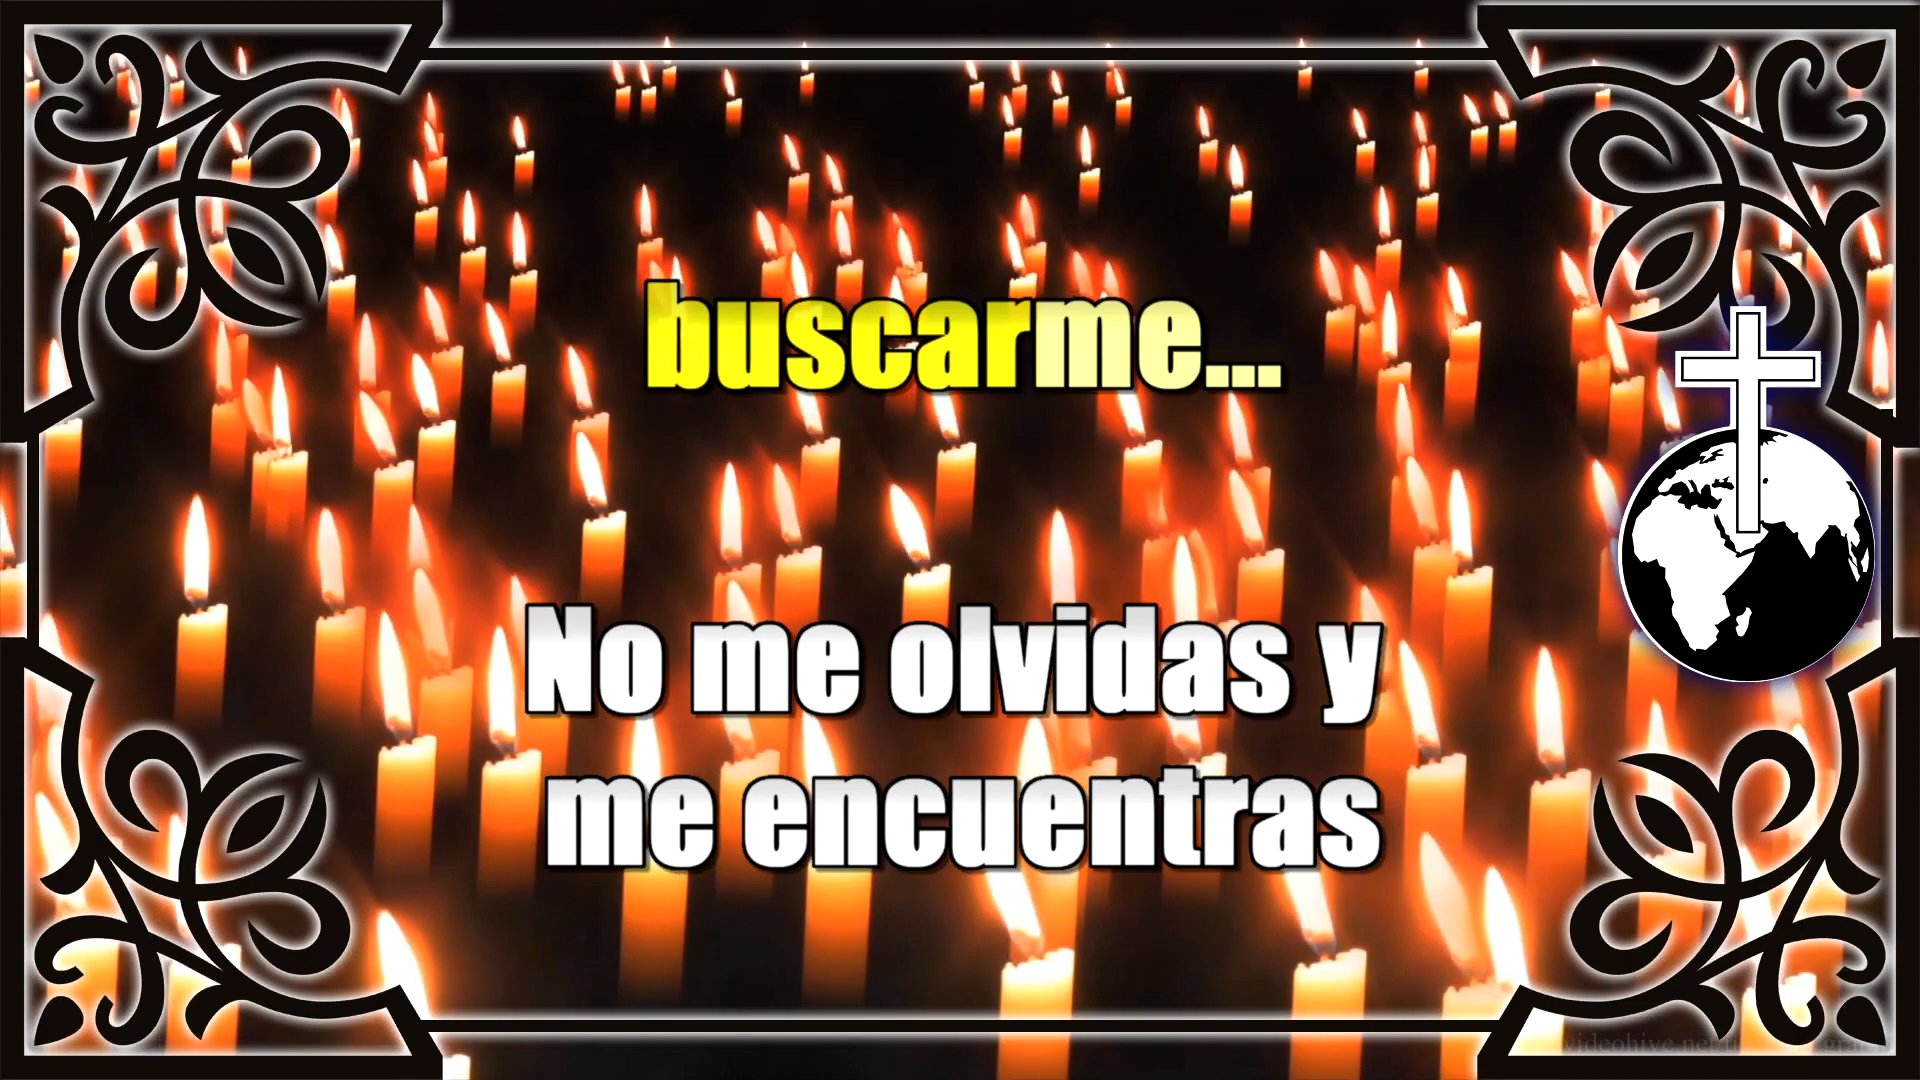 buscarme...
No me olvidas y
me encuentras